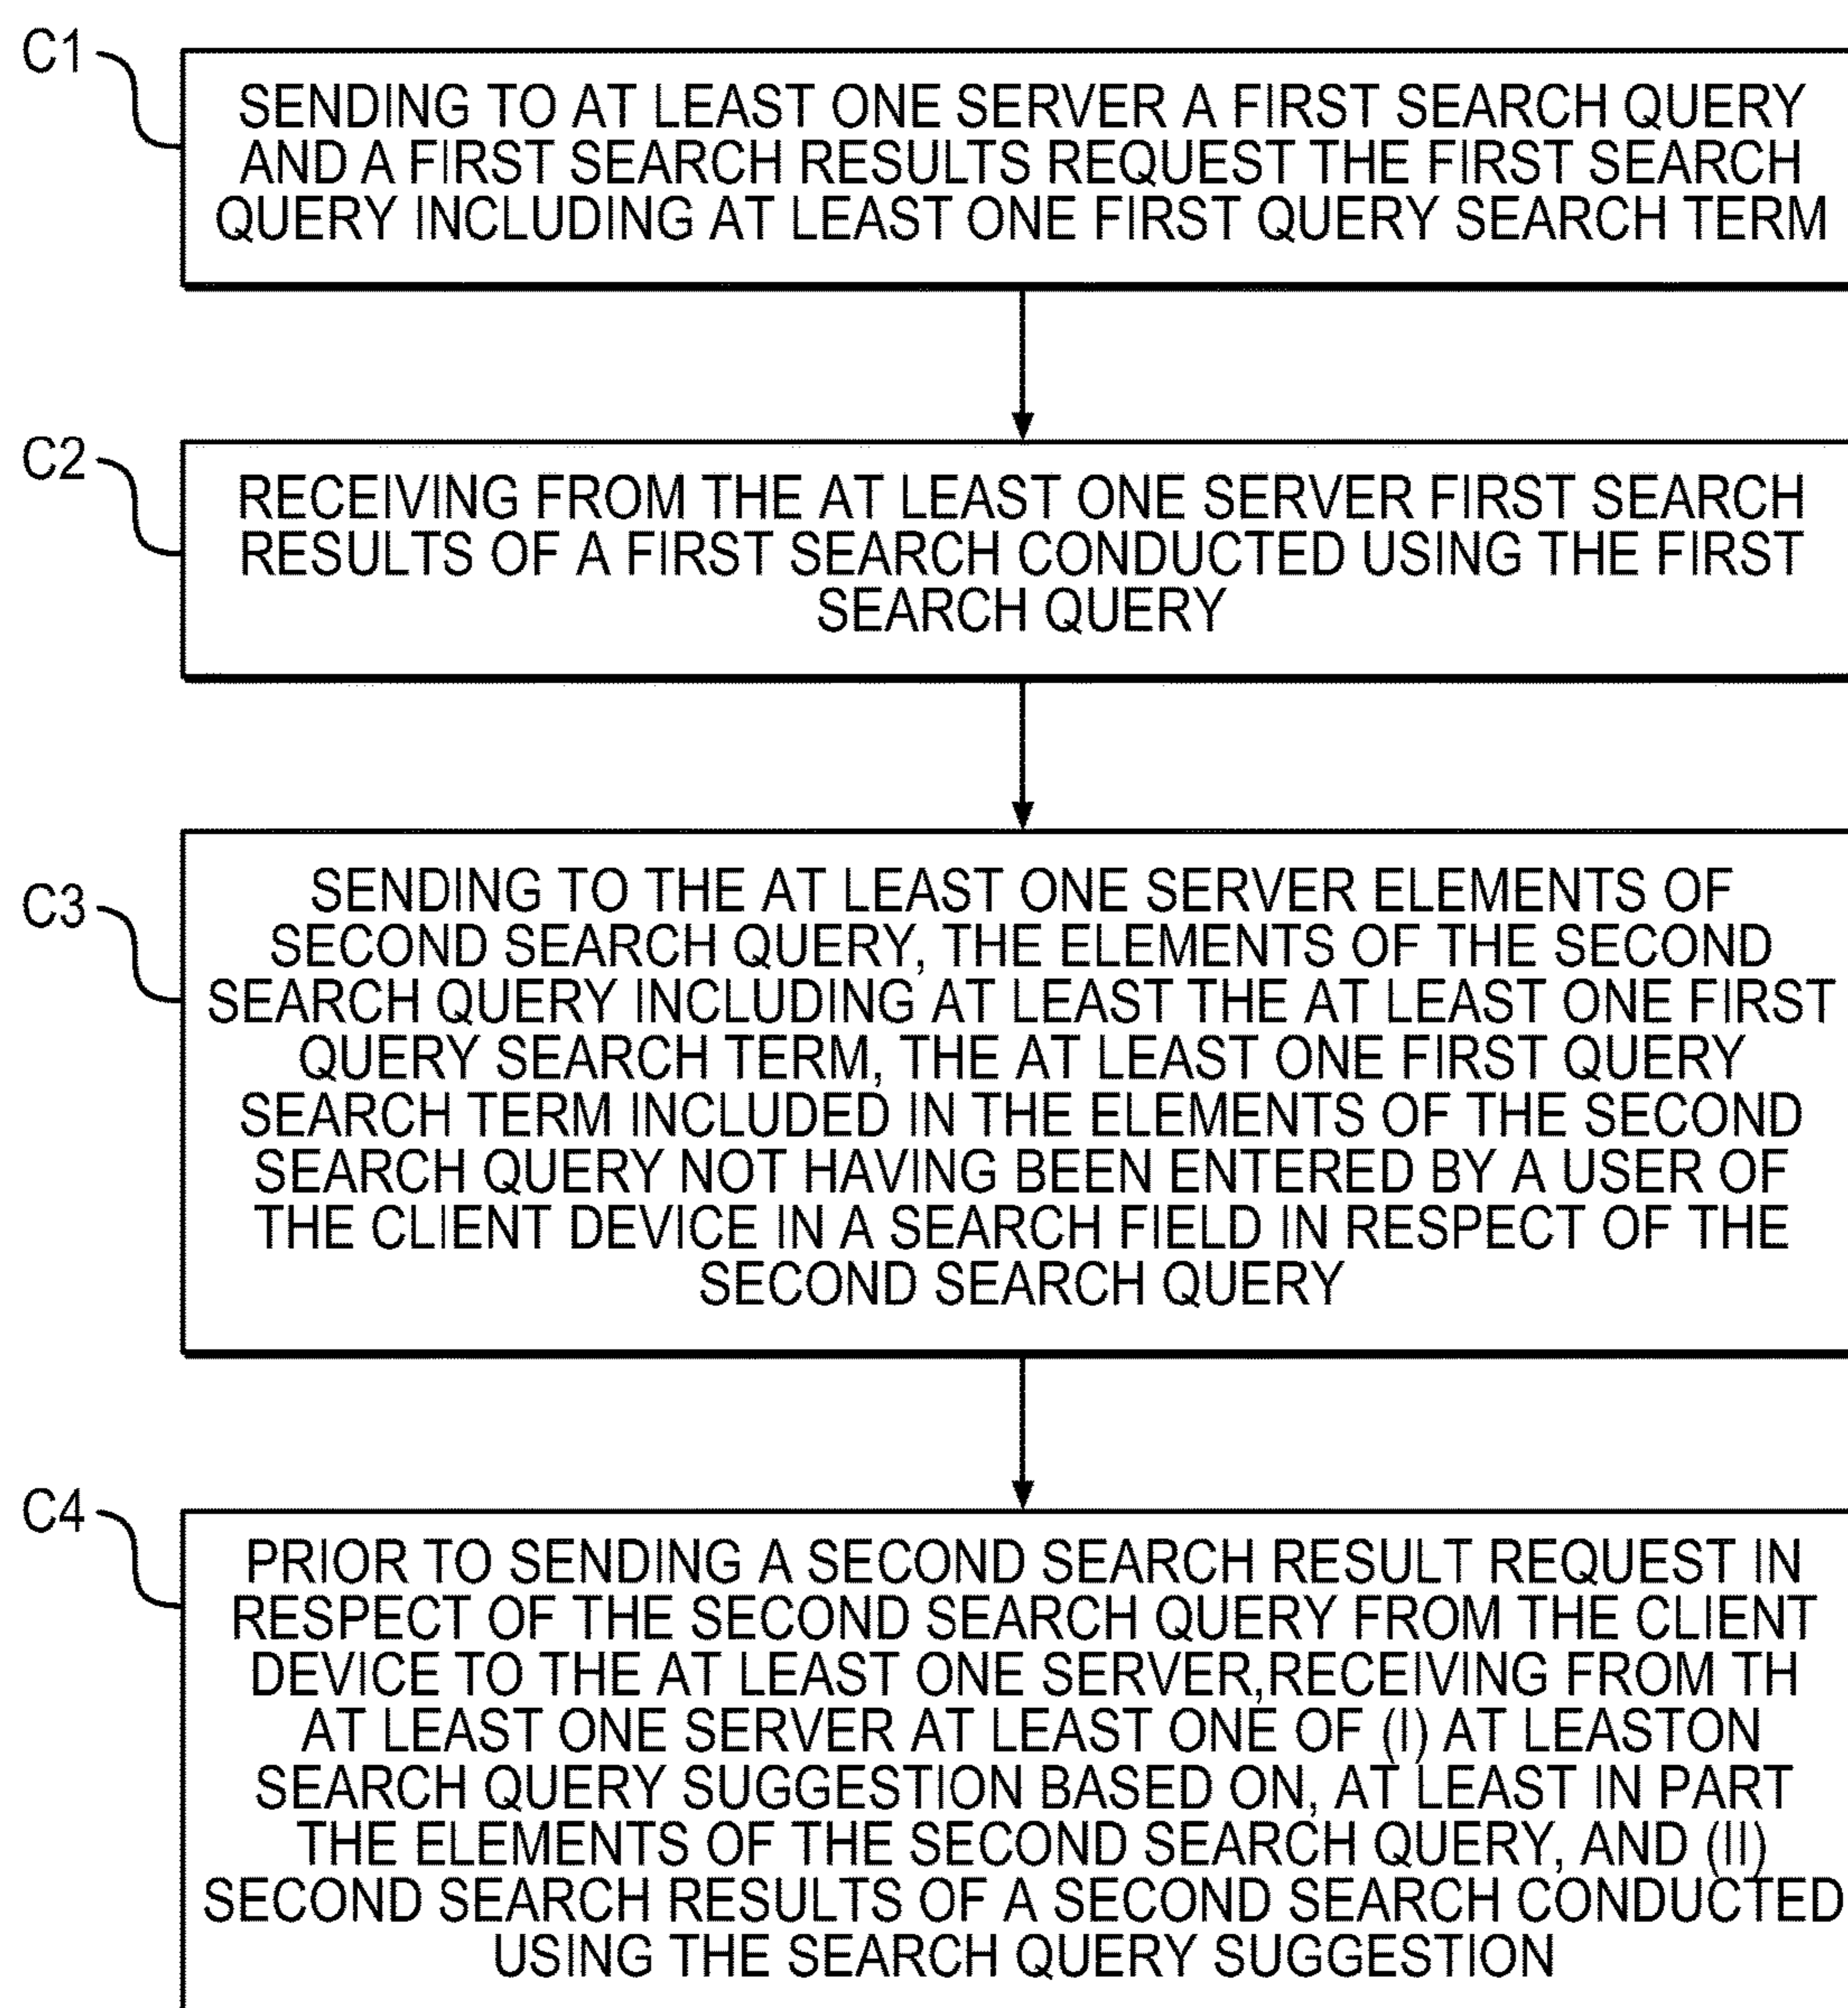 C1
SENDING TO AT LEAST ONE SERVER A FIRST SEARCH QUERY
AND A FIRST SEARCH RESULTS REQUEST THE FIRST SEARCH
QUERY INCLUDING AT LEAST ONE FIRST QUERY SEARCH TERM
C2
RECEIVING FROM THE AT LEAST ONE SERVER FIRST SEARCH
RESULTS OF A FIRST SEARCH CONDUCTED USING THE FIRST
SEARCH QUERY
C3
SENDING TO THE AT LEAST ONE SERVER ELEMENTS OF
SECOND SEARCH QUERY, THE ELEMENTS OF THE SECOND
SEARCH QUERY INCLUDING AT LEAST THE AT LEAST ONE FIRST
QUERY SEARCH TERM, THE AT LEAST ONE FIRST QUERY
SEARCH TERM INCLUDED IN THE ELEMENTS OF THE SECOND
SEARCH QUERY NOT HAVING BEEN ENTERED BY A USER OF
THE CLIENT DEVICE IN A SEARCH FIELD IN RESPECT OF THE
SECOND SEARCH QUERY
C4
PRIOR TO SENDING A SECOND SEARCH RESULT REQUEST IN
RESPECT OF THE SECOND SEARCH QUERY FROM THE CLIENT
DEVICE TO THE AT LEAST ONE SERVER,RECEIVING FROM TH
AT LEAST ONE SERVER AT LEAST ONE OF (I) AT LEASTON
SEARCH QUERY SUGGESTION BASED ON, AT LEAST IN PART
THE ELEMENTS OF THE SECOND SEARCH QUERY, AND (II)
SECOND SEARCH RESULTS OF A SECOND SEARCH CONDUCTED
USING THE SEARCH QUERY SUGGESTION